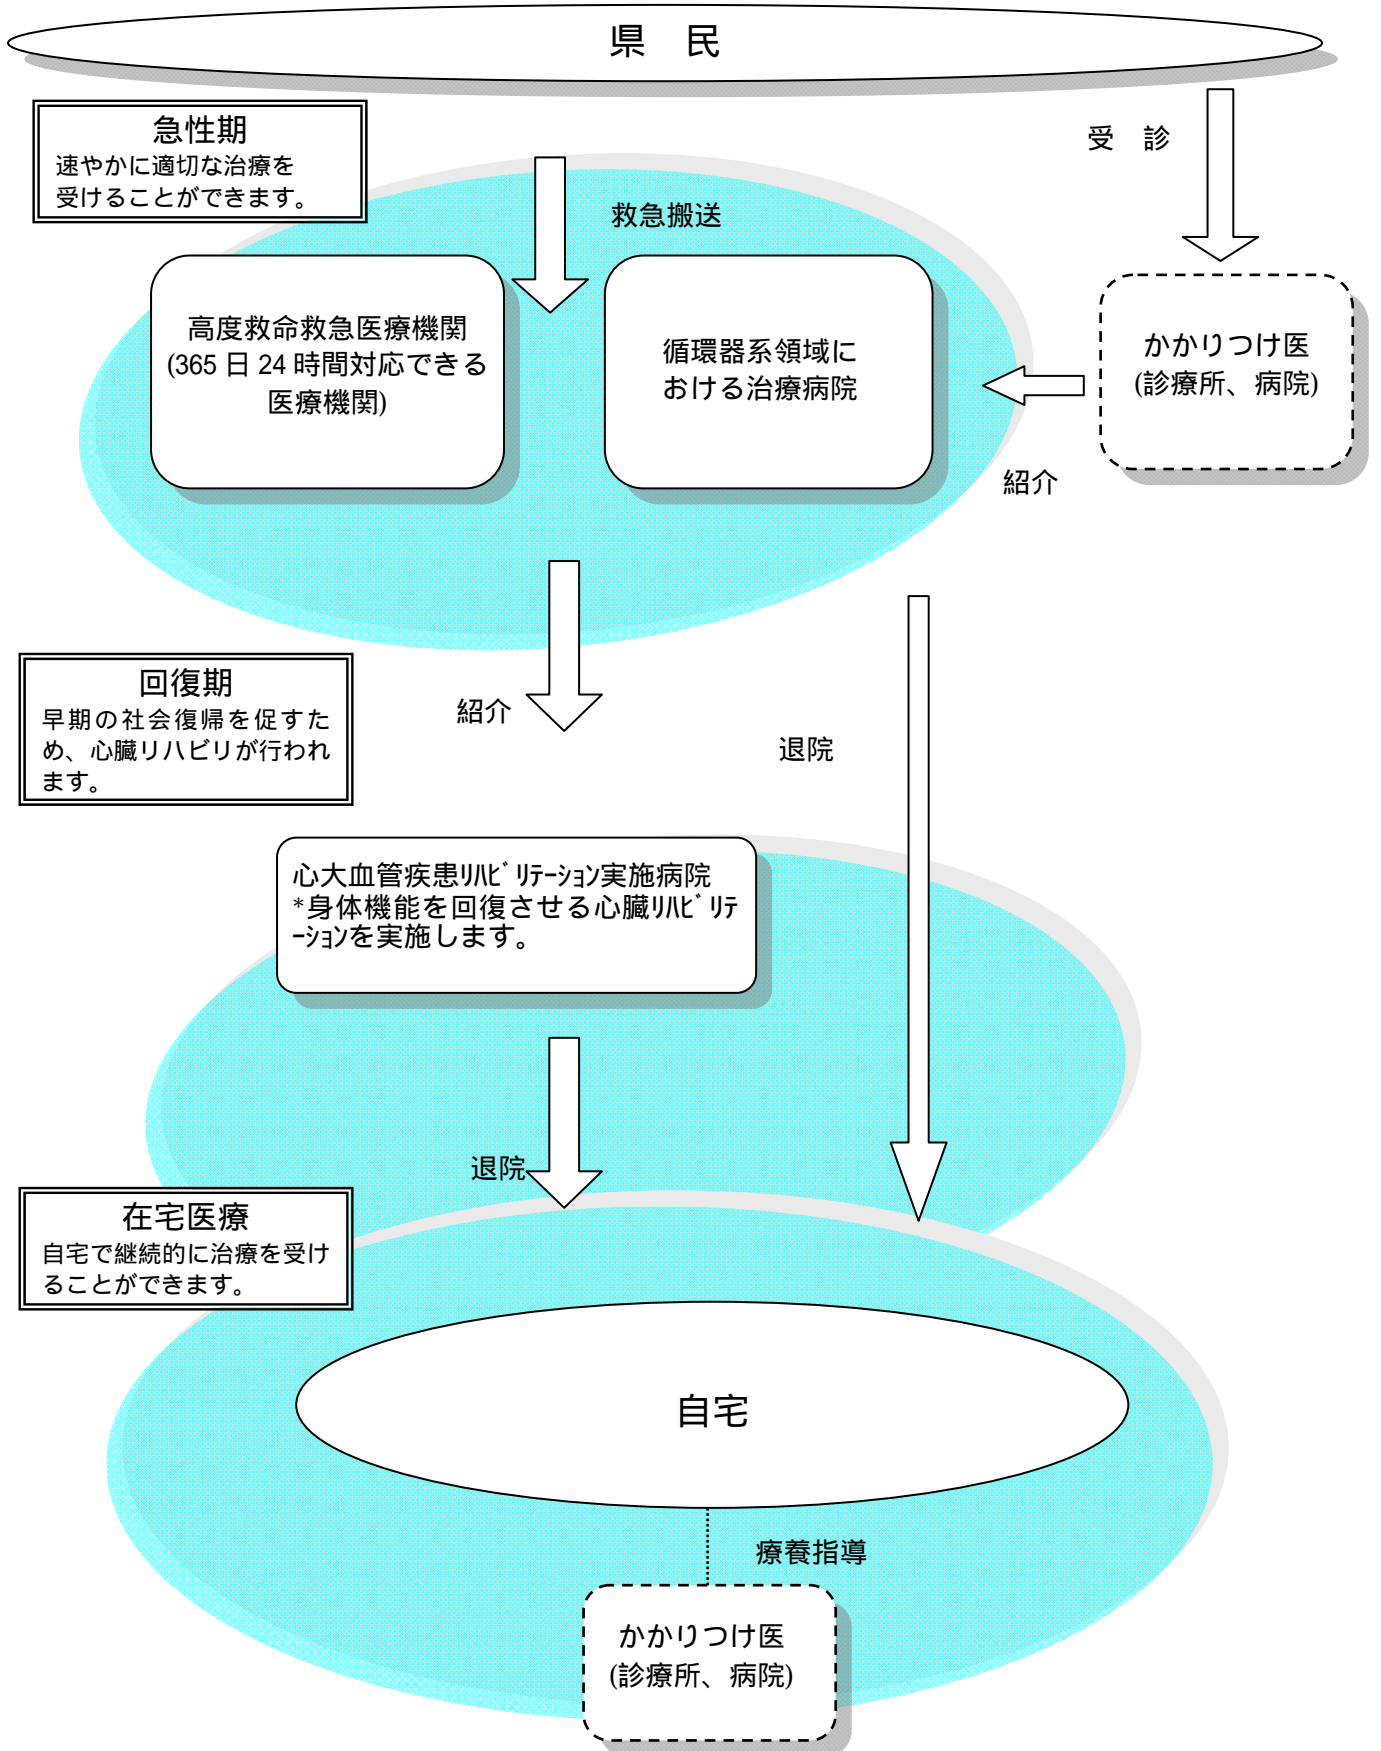 県　民
急性期
速やかに適切な治療を
受けることができます。
受　診
救急搬送
高度救命救急医療機関
(365 日 24 時間対応できる
医療機関)
循環器系領域に
おける治療病院
かかりつけ医
(診療所、病院)
紹介
回復期
早期の社会復帰を促すた
め、心臓リハビリが行われ
ます。
紹介
退院
心大血管疾患ﾘﾊﾋﾞﾘﾃｰｼｮﾝ実施病院
*身体機能を回復させる心臓ﾘﾊﾋﾞﾘﾃ
ｰｼｮﾝを実施します。
退院
在宅医療
自宅で継続的に治療を受け
ることができます。
自宅
療養指導
かかりつけ医
(診療所、病院)